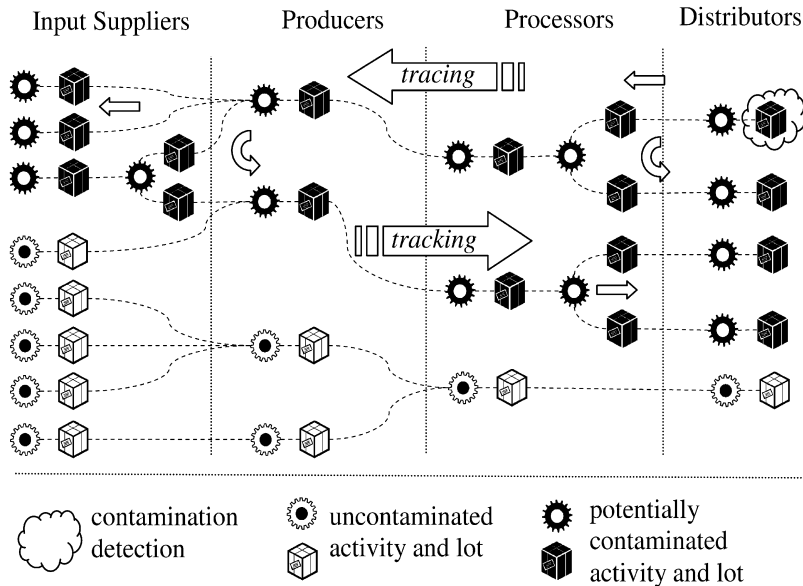 Input Suppliers
Producers
Processors
Distributors
tracing
tracking
contamination
detection
uncontaminated
activity and lot
potentially
contaminated
activity and lot